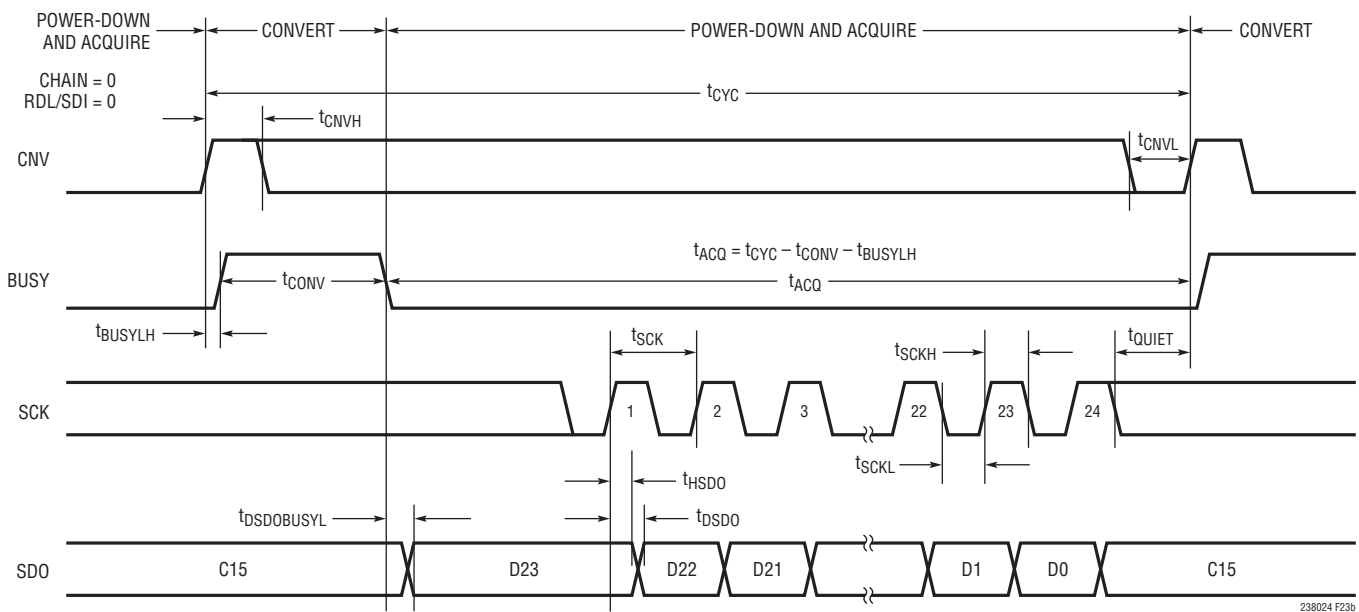 POWER-DOWN
AND ACQUIRE
CONVERT
POWER-DOWN AND ACQUIRE
CONVERT
CHAIN = 0
RDL/SDI = 0
tCYC
tCNVH
tCNVL
CNV
tACQ = tCYC – tCONV – tBUSYLH
BUSY
tCONV
tACQ
tBUSYLH
tSCK
tSCKH
tQUIET
SCK
1
2
3
22
23
24
tSCKL
tHSDO
tDSDOBUSYL
tDSDO
SDO
C15
D23
D22
D21
D1
D0
C15
238024 F23b